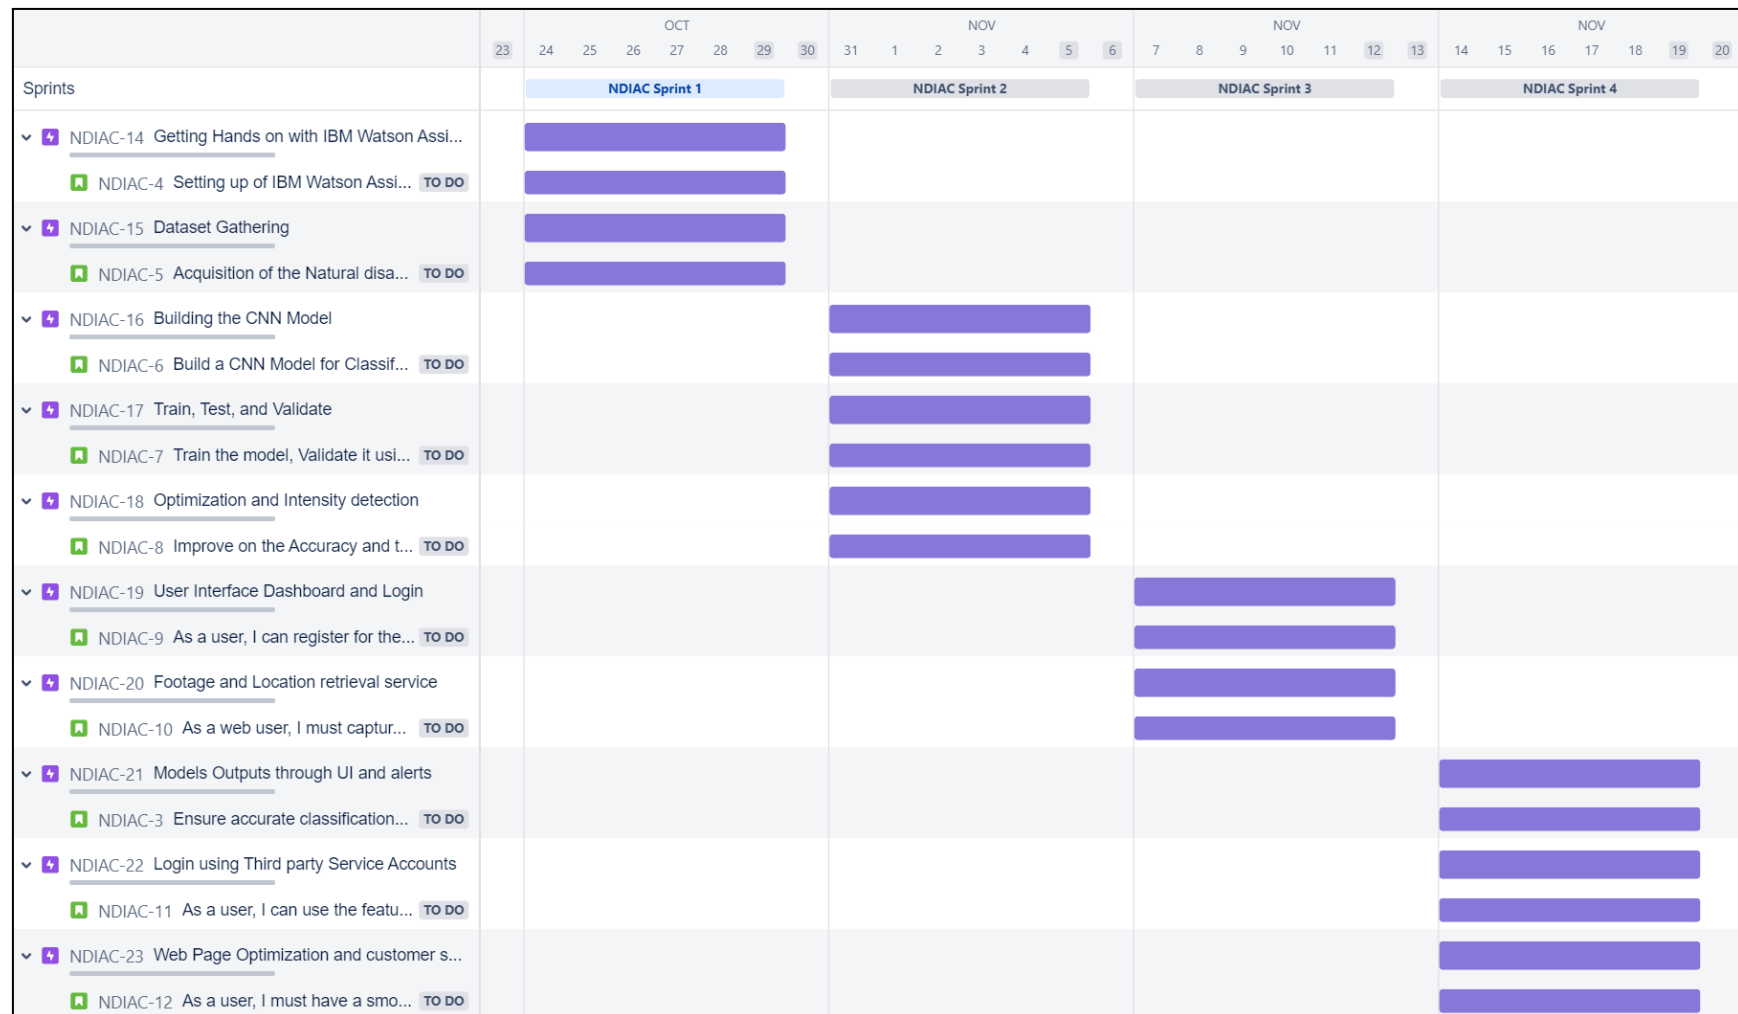 OCT NOV NOV NOV
23 24 25 26 27 28 29 30 31 1 2 3 4 5 6 7 8 9 10 11 12 13 14 15 16 17 18 19 20
Sprints NDIAC Sprint 1 NDIAC Sprint 2 NDIAC Sprint 3 NDIAC Sprint 4
NDIAC-14 Getting Hands on with IBM Watson Assi...
NDIAC-4 Setting up of IBM Watson Assi... TO DO
NDIAC-15 Dataset Gathering
NDIAC-5 Acquisition of the Natural disa... TO DO
NDIAC-16 Building the CNN Model
NDIAC-6 Build a CNN Model for Classif... TO DO
NDIAC-17 Train, Test, and Validate
NDIAC-7 Train the model, Validate it usi... TO DO
NDIAC-18 Optimization and Intensity detection
NDIAC-8 Improve on the Accuracy and t... TO DO
NDIAC-19 User Interface Dashboard and Login
NDIAC-9 As a user, I can register for the... TO DO
NDIAC-20 Footage and Location retrieval service
NDIAC-10 As a web user, I must captur... TO DO
NDIAC-21 Models Outputs through UI and alerts
NDIAC-3 Ensure accurate classification... TO DO
NDIAC-22 Login using Third party Service Accounts
NDIAC-11 As a user, I can use the featu... TO DO
NDIAC-23 Web Page Optimization and customer s...
NDIAC-12 As a user, I must have a smo... TO DO